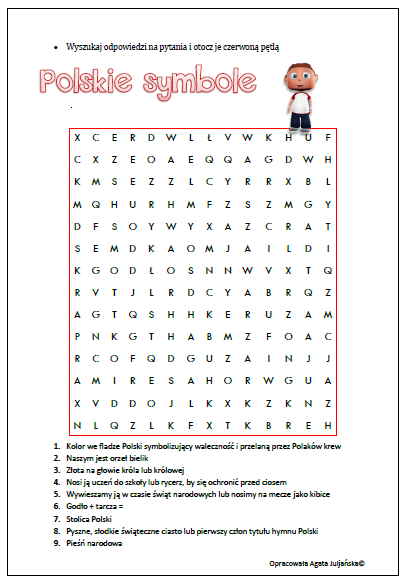 • Wyszukaj odpowiedzi na pytania i otocz je czerwoną pętlą
Polskie symbole
.
X C E R D W L Ł V W K H U F
C X Z E O A E Q Q A G D W H
K M S E Z Z L C Y R R X B L
M Q H U R H M F Z S Z M G Y
D F S O Y W Y X A Z C R A T
S E M D K A O M J A I L D I
K G O D Ł O S N N W V X T Q
R V T J L R D C Y A B R Q Z
A G T Q S H H K E R U Z A M
P N K G T H A B M Z F O A C
R C O F Q D G U Z A I N J J
A M I R E S A H O R W G U A
X V D D O J L K X K Z K N Z
N L Q Z L K F X T K B R E H
1. Kolor we fladze Polski symbolizujący waleczność i przelaną przez Polaków krew
2. Naszym jest orzeł bielik
3. Złota na głowie króla lub królowej
4. Nosi ją uczeń do szkoły lub rycerz, by się ochronić przed ciosem
5. Wywieszamy ją w czasie świąt narodowych lub nosimy na mecze jako kibice
6. Godło + tarcza =
7. Stolica Polski
8. Pyszne, słodkie świąteczne ciasto lub pierwszy człon tytułu hymnu Polski
9. Pieśń narodowa
Opracowała Agata Juljańska©